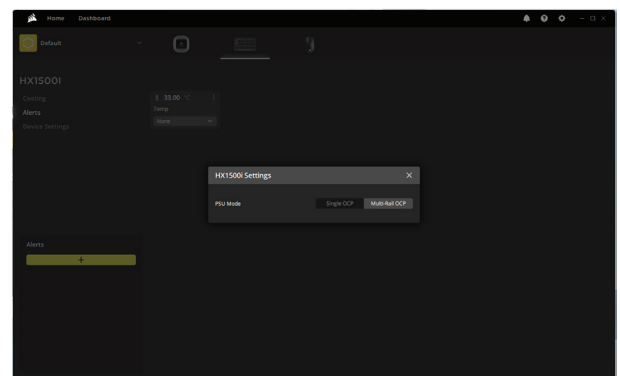 Home Dashboard
Default
HX1500I
Cooling
Alerts
Device Settings
33.00 °C
Temp
None
HX1500i Settings
PSU Mode Single OCP Multi-Rail OCP
Alerts
+